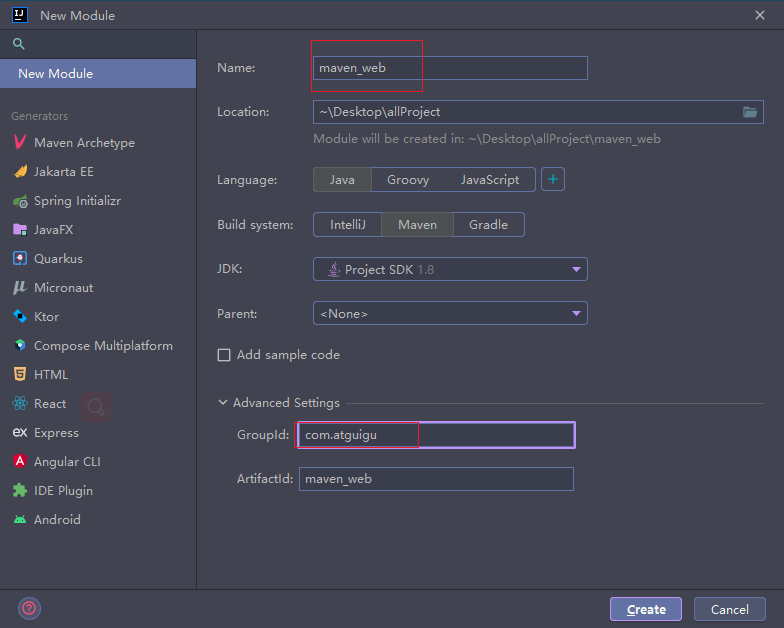 New Module
New Module
Generators
Maven Archetype
Jakarta EE
Spring Initializr
JavaFX
Quarkus
Micronaut
Ktor
Compose Multiplatform
HTML
React
Express
Angular CLI
IDE Plugin
Android
Name: maven_web
Location: ~\Desktop\allProject
Module will be created in: ~\Desktop\allProject\maven_web
Language: Java Groovy JavaScript +
Build system: IntelliJ Maven Gradle
JDK: Project SDK 1.8
Parent: <None>
Add sample code
Advanced Settings
GroupId: com.atguigu
ArtifactId: maven_web
? Create Cancel